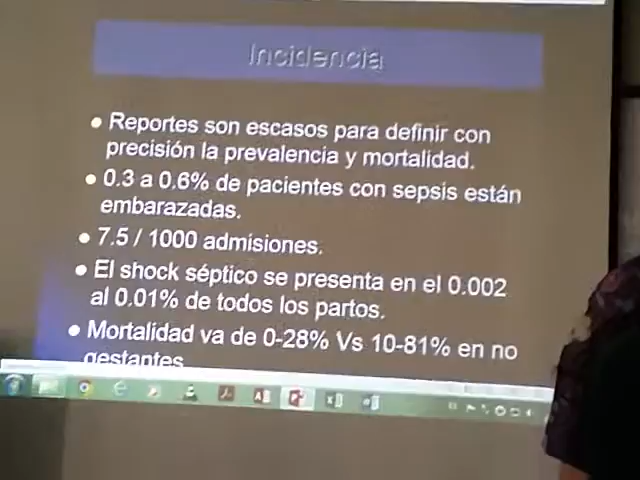 Incidencia
Reportes son escasos para definir con
precisión la prevalencia y mortalidad.
0.3 a 0.6% de pacientes con sepsis están
embarazadas.
7.5 / 1000 admisiones.
El shock séptico se presenta en el 0.002
al 0.01% de todos los partos.
Mortalidad va de 0-28% Vs 10-81% en no
gestantes